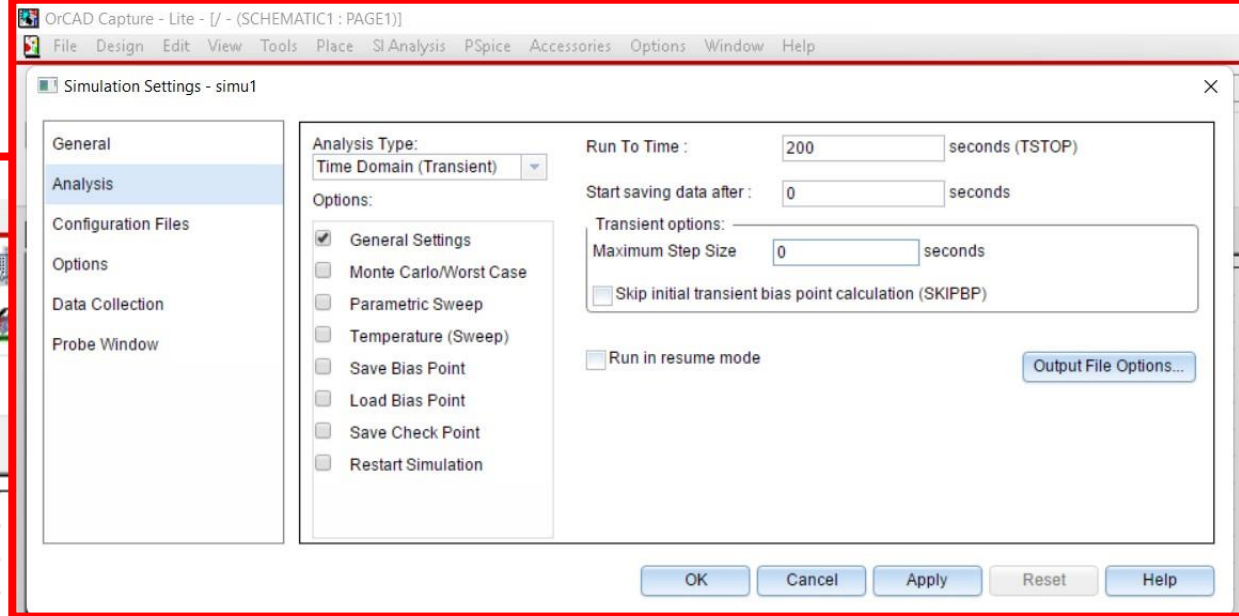 OrCAD Capture - Lite - [/ - (SCHEMATIC1 : PAGE1)]
File Design Edit View Tools Place SI Analysis PSpice Accessories Options Window Help
Simulation Settings - simu1
General
Analysis
Configuration Files
Options
Data Collection
Probe Window
Analysis Type:
Time Domain (Transient)
Options:
General Settings
Monte Carlo/Worst Case
Parametric Sweep
Temperature (Sweep)
Save Bias Point
Load Bias Point
Save Check Point
Restart Simulation
Run To Time : 200 seconds (TSTOP)
Start saving data after : 0 seconds
Transient options:
Maximum Step Size 0 seconds
Skip initial transient bias point calculation (SKIPBP)
Run in resume mode
Output File Options...
OK Cancel Apply Reset Help